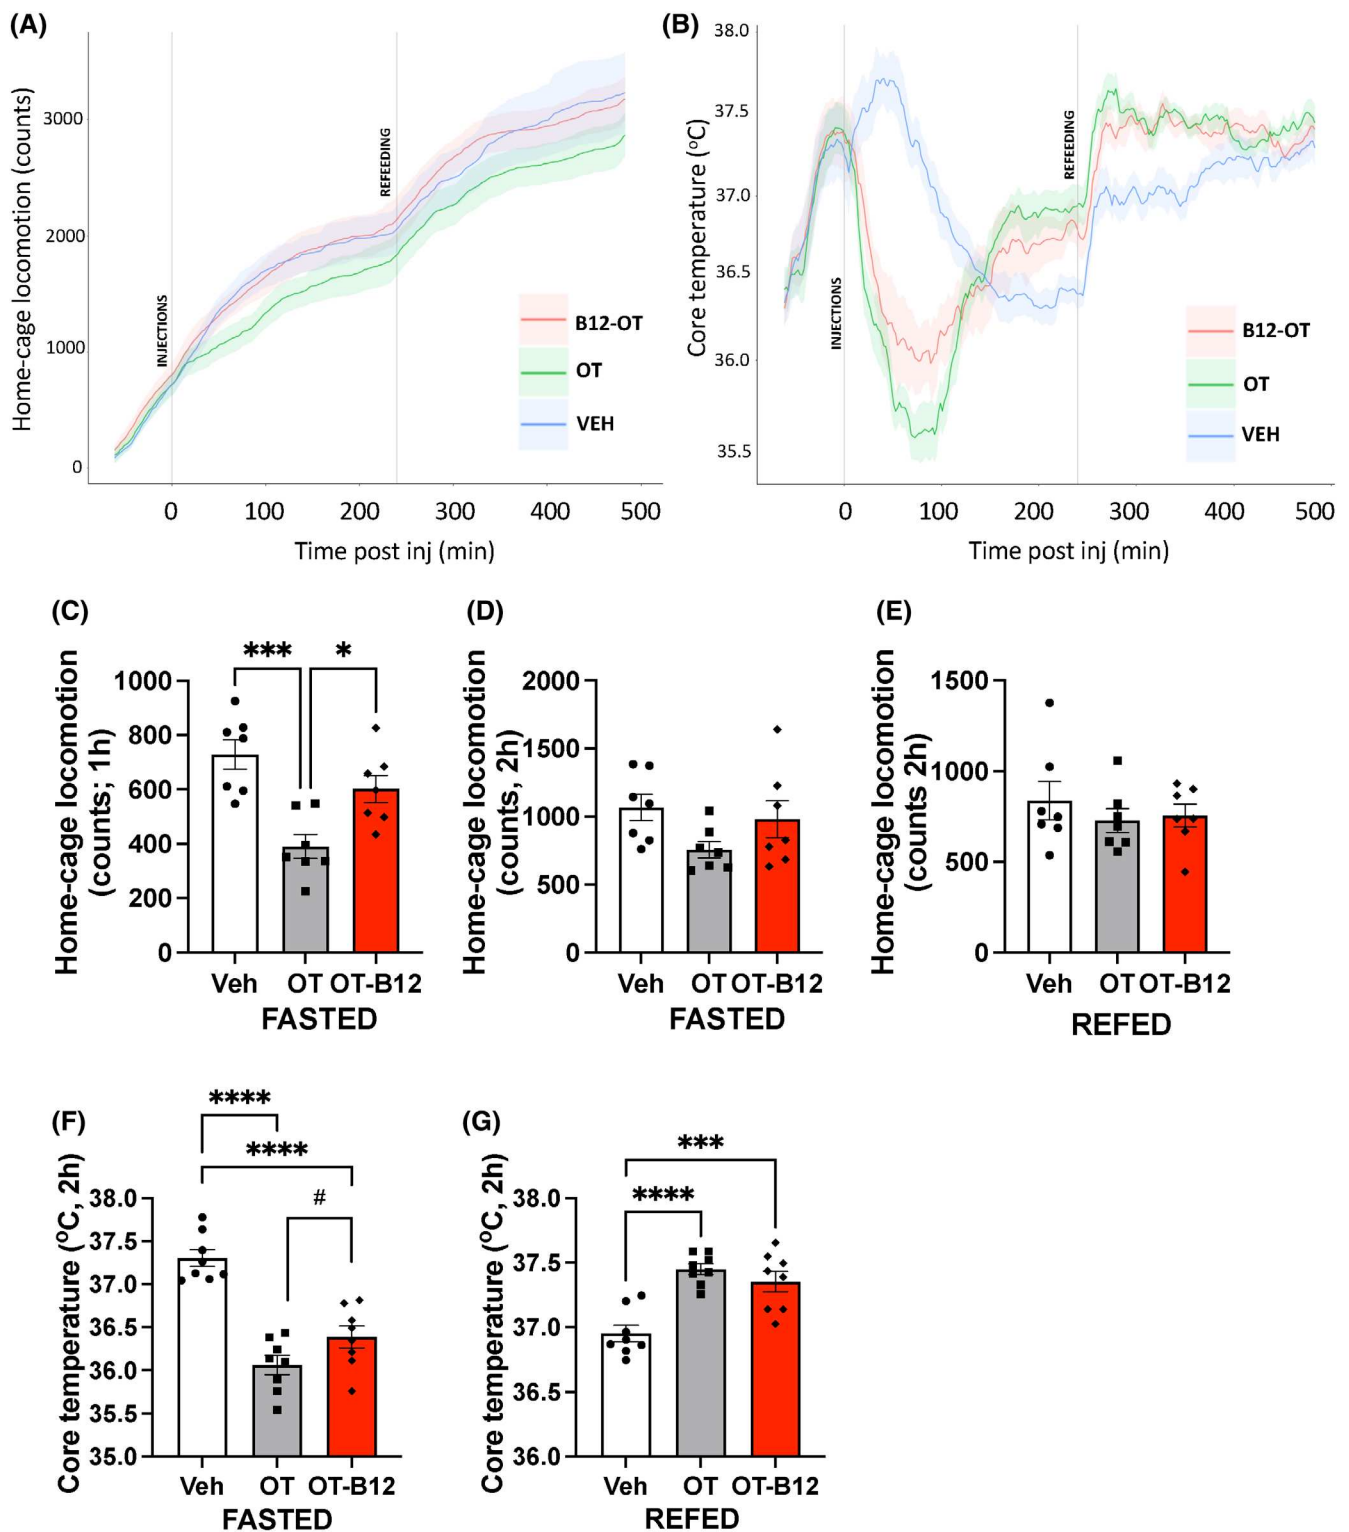 (A)
Home-cage locomotion (counts)
3000
2000
1000
0
INJECTIONS
REFEEDING
B12-OT
OT
VEH
0 100 200 300 400 500
Time post inj (min)
(B)
Core temperature (°C)
38.0
37.5
37.0
36.5
36.0
35.5
INJECTIONS
REFEEDING
B12-OT
OT
VEH
0 100 200 300 400 500
Time post inj (min)
(C)
Home-cage locomotion
(counts; 1h)
1000
800
600
400
200
0
*** *
Veh OT OT-B12
FASTED
(D)
Home-cage locomotion
(counts, 2h)
2000
1500
1000
500
0
Veh OT OT-B12
FASTED
(E)
Home-cage locomotion
(counts 2h)
1500
1000
500
0
Veh OT OT-B12
REFED
(F)
Core temperature (°C, 2h)
38.0
37.5
37.0
36.5
36.0
35.5
35.0
****
****
#
Veh OT OT-B12
FASTED
(G)
Core temperature (°C, 2h)
38.0
37.5
37.0
36.5
36.0
***
****
Veh OT OT-B12
REFED